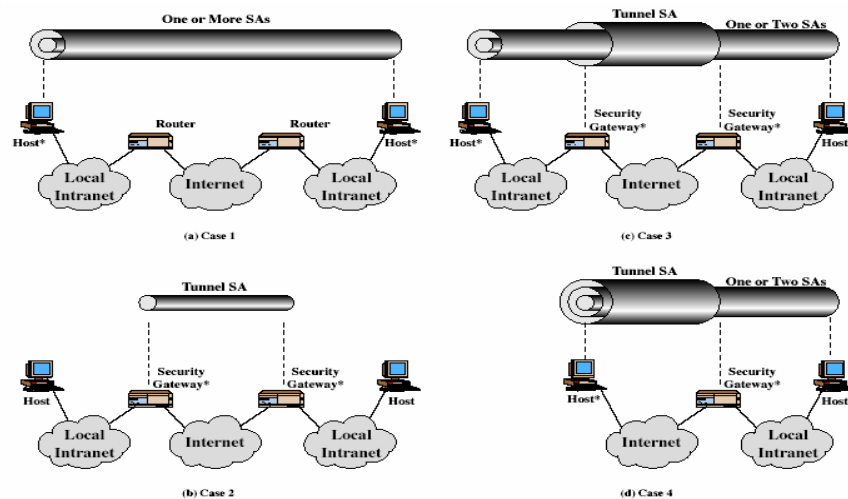 One or More SAs
Router
Router
Host*
Host*
Local
Intranet
Internet
Local
Intranet
(a) Case 1
Tunnel SA
One or Two SAs
Security
Gateway*
Security
Gateway*
Host*
Host*
Local
Intranet
Internet
Local
Intranet
(c) Case 3
Tunnel SA
Security
Gateway*
Security
Gateway*
Host
Host
Local
Intranet
Internet
Local
Intranet
(b) Case 2
Tunnel SA
One or Two SAs
Security
Gateway*
Host*
Host*
Internet
Local
Intranet
(d) Case 4